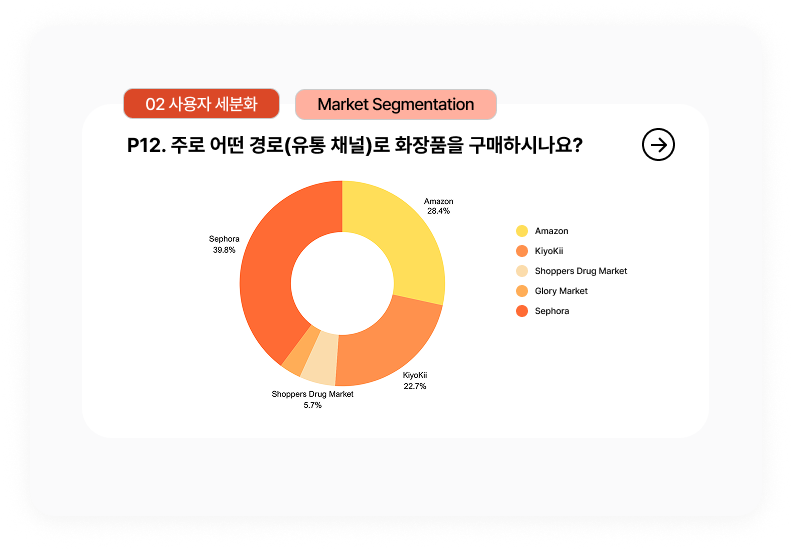 02 사용자 세분화
Market Segmentation
P12. 주로 어떤 경로(유통 채널)로 화장품을 구매하시나요?
Amazon
28.4%
Sephora
39.8%
KiyoKii
22.7%
Shoppers Drug Market
5.7%
Amazon
KiyoKii
Shoppers Drug Market
Glory Market
Sephora